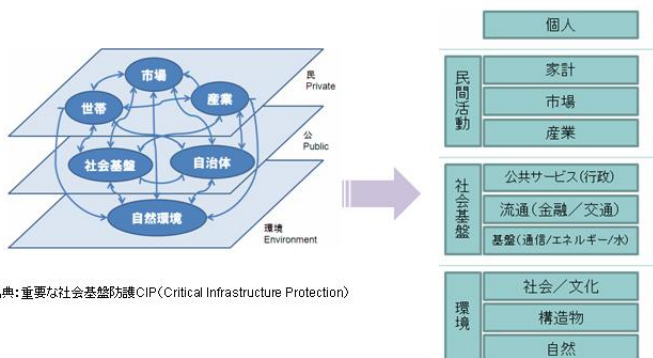 市場
世帯
産業
民
Private
社会基盤
自治体
公
Public
自然環境
環境
Environment
典:重要な社会基盤防護CIP(Critical Infrastructure Protection)
個人
民間活動
家計
市場
産業
社会基盤
公共サービス(行政)
流通(金融／交通)
基盤(通信/エネルギー/水)
環境
社会／文化
構造物
自然